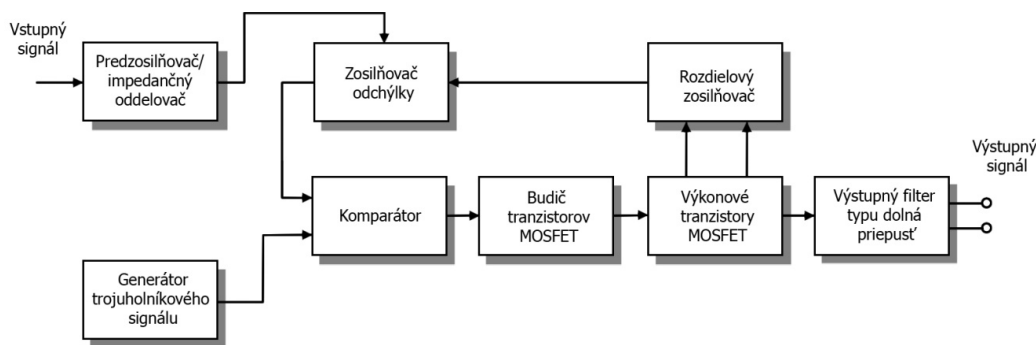 Vstupný
signál
Predzosilňovač/
impedančný
oddelovač
Zosilňovač
odchýlky
Rozdielový
zosilňovač
Výstupný
signál
Komparátor
Budič
tranzistorov
MOSFET
Výkonové
tranzistory
MOSFET
Výstupný filter
typu dolná
priepusť
Generátor
trojuholníkového
signálu